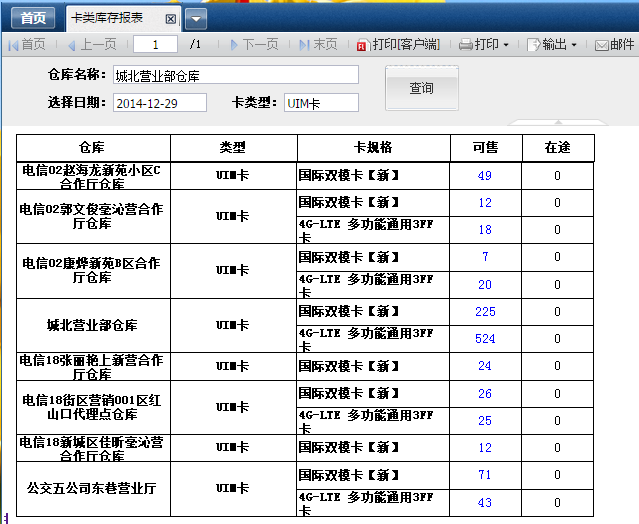 首页 卡类库存报表
首页 上一页 1 /1 下一页 末页 打印[客户端] 打印 输出 邮件
仓库名称: 城北营业部仓库
查询
选择日期: 2014-12-29 卡类型: UIM卡
仓库 类型 卡规格 可售 在途
电信02赵海龙新苑小区C
合作厅仓库
UIM卡 国际双模卡【新】 49 0
电信02郭文俊毫沁营合作
厅仓库
UIM卡 国际双模卡【新】 12 0
4G-LTE 多功能通用3FF
卡
18 0
电信02康烨新苑B区合作
厅仓库
UIM卡 国际双模卡【新】 7 0
4G-LTE 多功能通用3FF
卡
20 0
城北营业部仓库 UIM卡 国际双模卡【新】 225 0
4G-LTE 多功能通用3FF
卡
524 0
电信18张丽艳上新营合作
厅仓库
UIM卡 国际双模卡【新】 24 0
电信18街区营销001区红
山口代理点仓库
UIM卡 国际双模卡【新】 26 0
4G-LTE 多功能通用3FF
卡
25 0
电信18新城区佳昕毫沁营
合作厅仓库
UIM卡 国际双模卡【新】 12 0
公交五公司东巷营业厅 UIM卡 国际双模卡【新】 71 0
4G-LTE 多功能通用3FF
卡
43 0